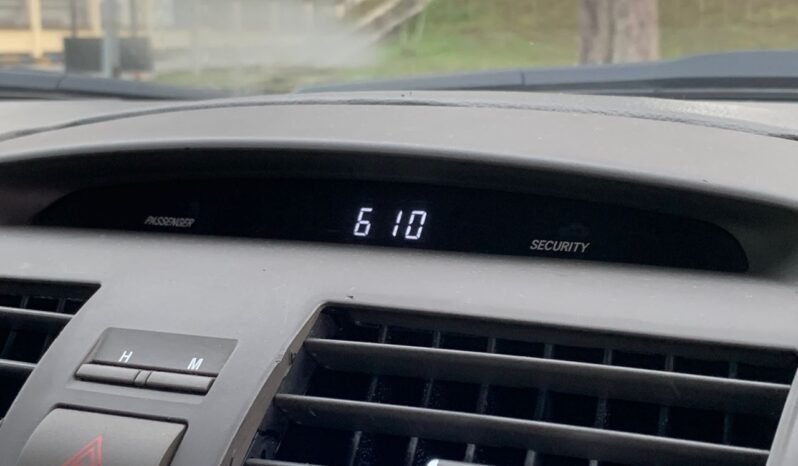 PASSENGER
6 10
SECURITY
H M